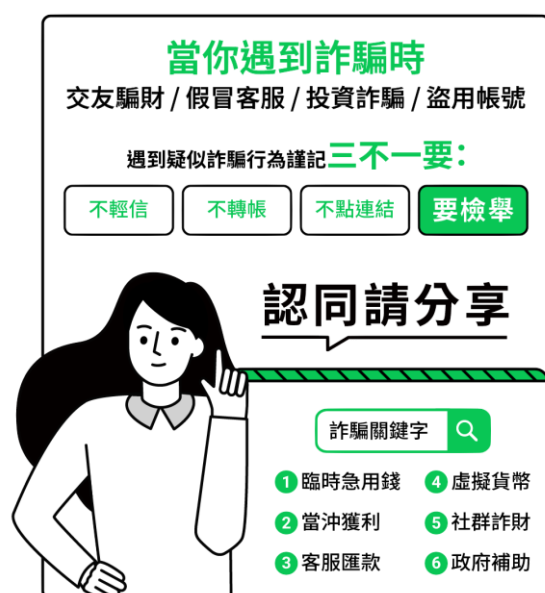 當你遇到詐騙時
交友騙財 / 假冒客服 / 投資詐騙 / 盜用帳號
遇到疑似詐騙行為謹記三不一要：
不輕信 不轉帳 不點連結 要檢舉
認同請分享
詐騙關鍵字
1 臨時急用錢 4 虛擬貨幣
2 當沖獲利 5 社群詐財
3 客服匯款 6 政府補助